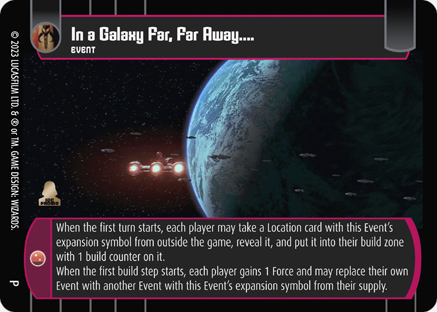 In a Galaxy Far, Far Away....
EVENT
© 2023 LUCASFILM LTD. & ® or TM. GAME DESIGN: WIZARDS.
P
When the first turn starts, each player may take a Location card with this Event's
expansion symbol from outside the game, reveal it, and put it into their build zone
with 1 build counter on it.
When the first build step starts, each player gains 1 Force and may replace their own
Event with another Event with this Event's expansion symbol from their supply.